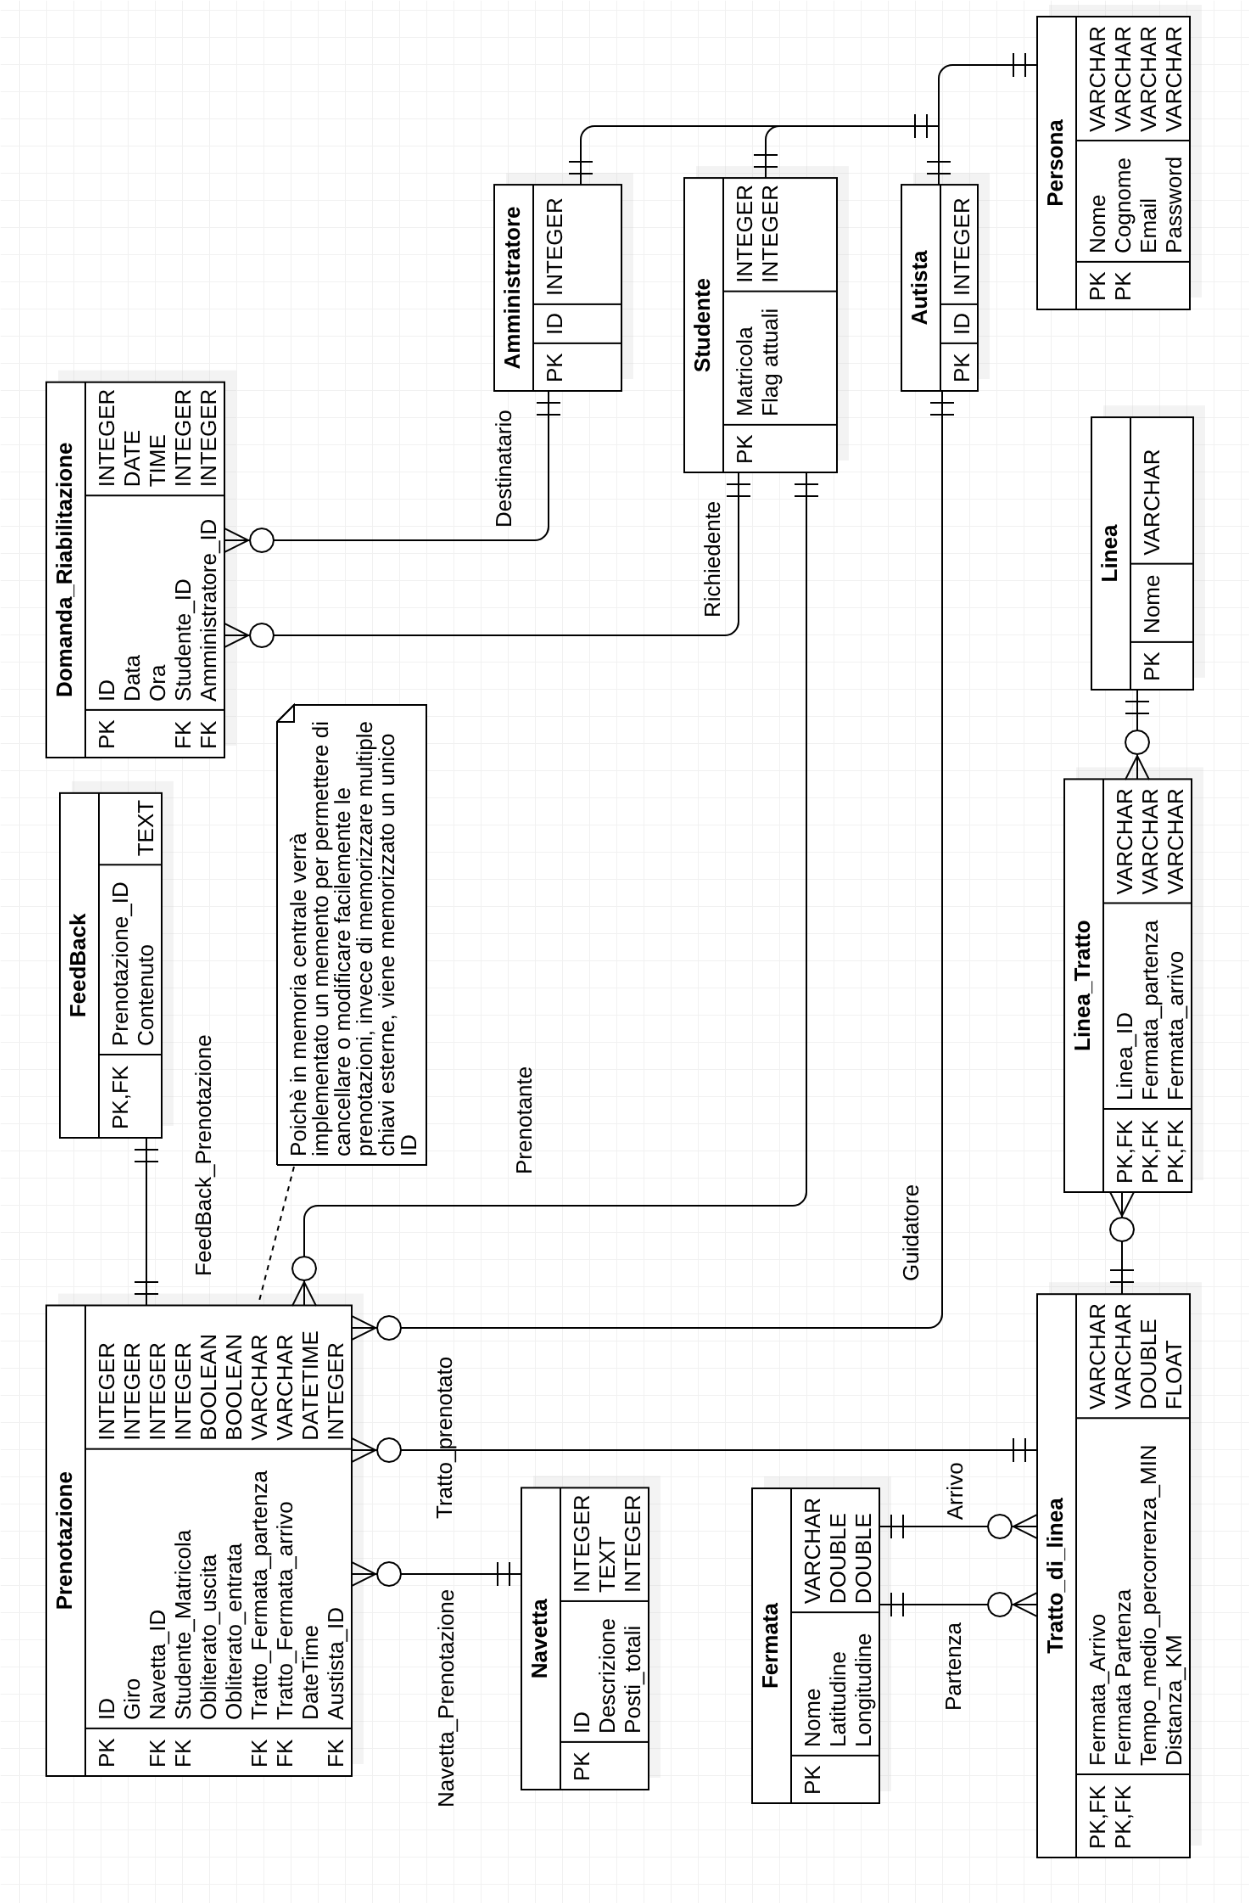 Prenotazione
PK ID INTEGER
Giro INTEGER
FK Navetta_ID INTEGER
FK Studente_Matricola INTEGER
Obliterato_uscita BOOLEAN
Obliterato_entrata BOOLEAN
FK Tratto_Fermata_partenza VARCHAR
FK Tratto_Fermata_arrivo VARCHAR
DateTime DATETIME
FK Austista_ID INTEGER
FeedBack
PK,FK Prenotazione_ID
Contenuto TEXT
Domanda_Riabilitazione
PK ID INTEGER
Data DATE
Ora TIME
FK Studente_ID INTEGER
FK Amministratore_ID INTEGER
FeedBack_Prenotazione
Poichè in memoria centrale verrà
implementato un memento per permettere di
cancellare o modificare facilemente le
prenotazioni, invece di memorizzare multiple
chiavi esterne, viene memorizzato un unico
ID
Navetta_Prenotazione
Tratto_prenotato
Prenotante
Destinatario
Navetta
PK ID INTEGER
Descrizione TEXT
Posti_totali INTEGER
Amministratore
PK ID INTEGER
Richiedente
Studente
PK Matricola INTEGER
Flag attuali INTEGER
Fermata
PK Nome VARCHAR
Latitudine DOUBLE
Longitudine DOUBLE
Guidatore
Autista
PK ID INTEGER
Partenza
Arrivo
Tratto_di_linea
PK,FK Fermata_Arrivo VARCHAR
PK,FK Fermata Partenza VARCHAR
Tempo_medio_percorrenza_MIN DOUBLE
Distanza_KM FLOAT
Linea_Tratto
PK,FK Linea_ID VARCHAR
PK,FK Fermata_partenza VARCHAR
PK,FK Fermata_arrivo VARCHAR
Linea
PK Nome VARCHAR
Persona
PK Nome VARCHAR
PK Cognome VARCHAR
Email VARCHAR
Password VARCHAR